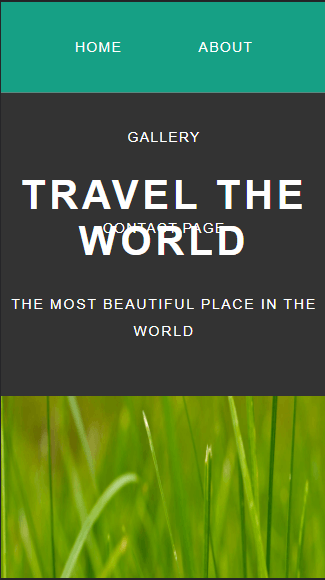 HOME ABOUT
GALLERY
TRAVEL THE
CONTACT PAGE
WORLD
THE MOST BEAUTIFUL PLACE IN THE
WORLD